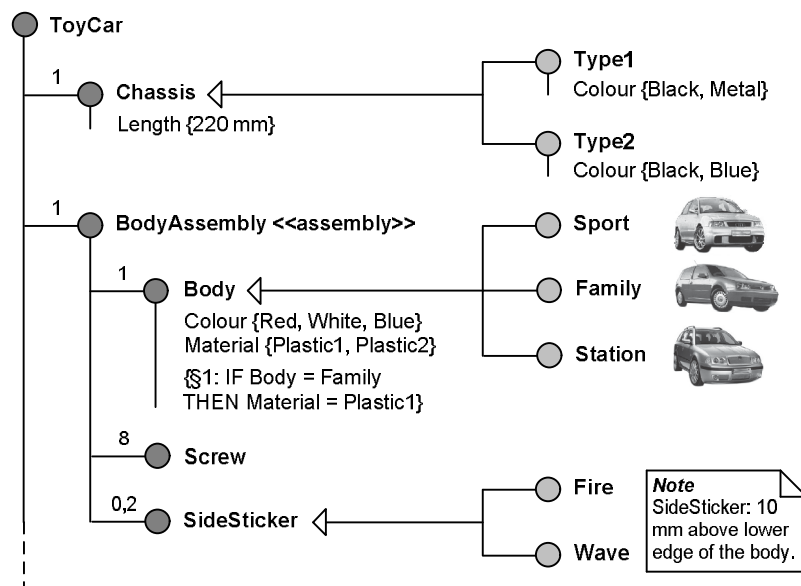 ToyCar
1
Chassis
Length {220 mm}
Type1
Colour {Black, Metal}
Type2
Colour {Black, Blue}
1
BodyAssembly <<assembly>>
1
Body
Colour {Red, White, Blue}
Material {Plastic1, Plastic2}
{§1: IF Body = Family
THEN Material = Plastic1}
Sport
Family
Station
8
Screw
0,2
SideSticker
Fire
Wave
Note
SideSticker: 10
mm above lower
edge of the body.